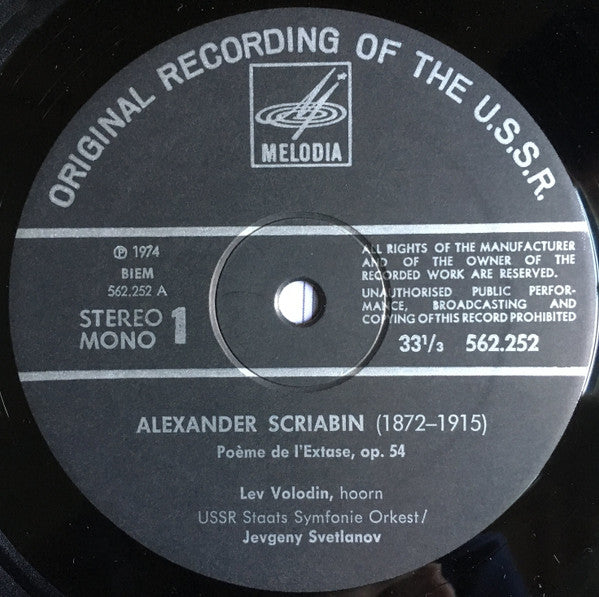 ORIGINAL RECORDING OF THE U.S.S.R.
MELODIA
℗ 1974
BIEM
562.252 A
STEREO 1
MONO
ALL RIGHTS OF THE MANUFACTURER
AND OF THE OWNER OF THE
RECORDED WORK ARE RESERVED.
UNAUTHORISED PUBLIC PERFOR-
MANCE, BROADCASTING AND
COPYING OF THIS RECORD PROHIBITED
33 1/3 562.252
ALEXANDER SCRIABIN (1872–1915)
Poème de l'Extase, op. 54
Lev Volodin, hoorn
USSR Staats Symfonie Orkest/
Jevgeny Svetlanov